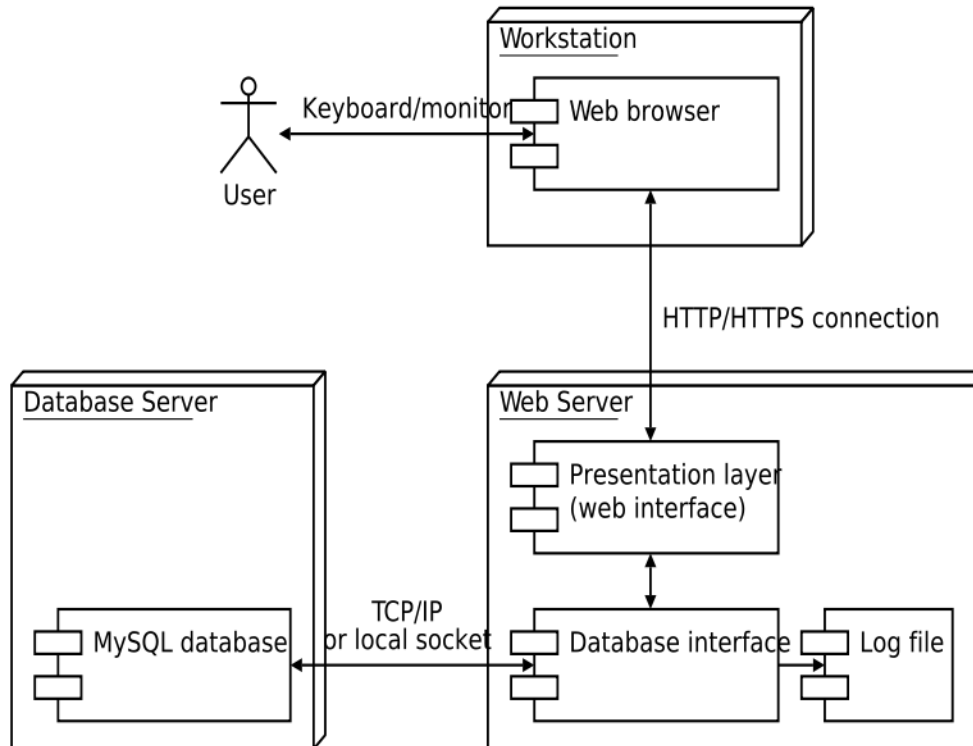 Workstation
Keyboard/monitor
Web browser
User
HTTP/HTTPS connection
Database Server
Web Server
Presentation layer
(web interface)
TCP/IP
or local socket
MySQL database
Database interface
Log file